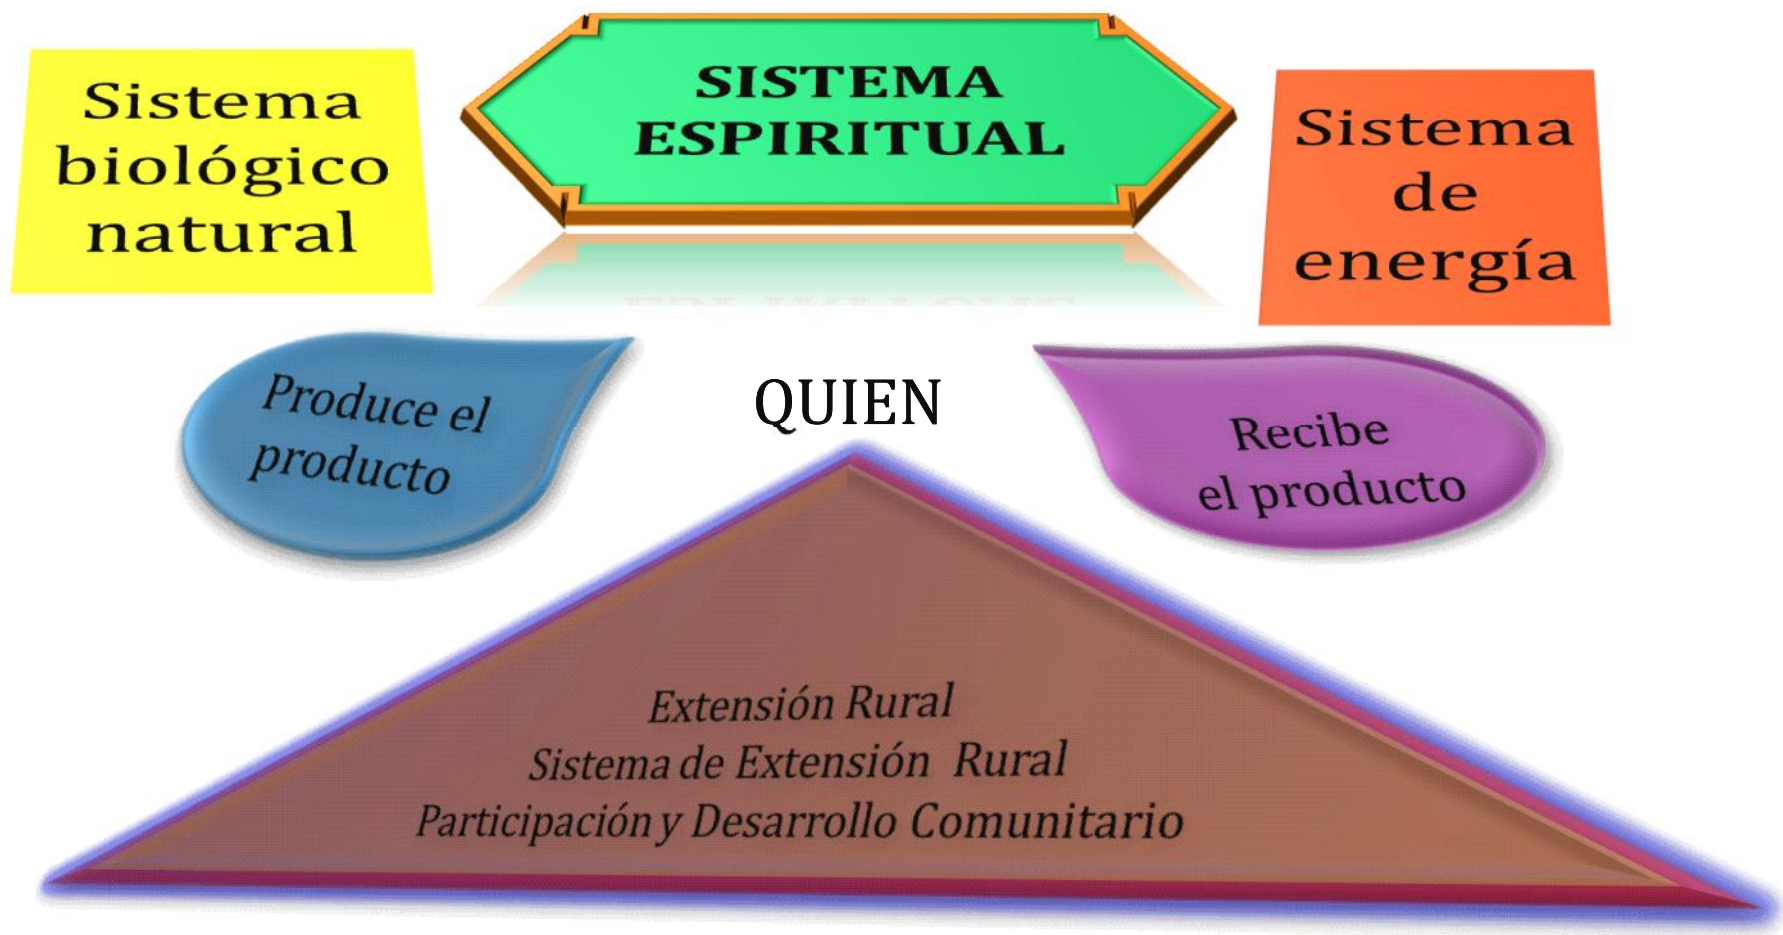 Sistema
biológico
natural
SISTEMA
ESPIRITUAL
Sistema
de
energía
Produce el
producto
QUIEN
Recibe
el producto
Extensión Rural
Sistema de Extensión Rural
Participación y Desarrollo Comunitario